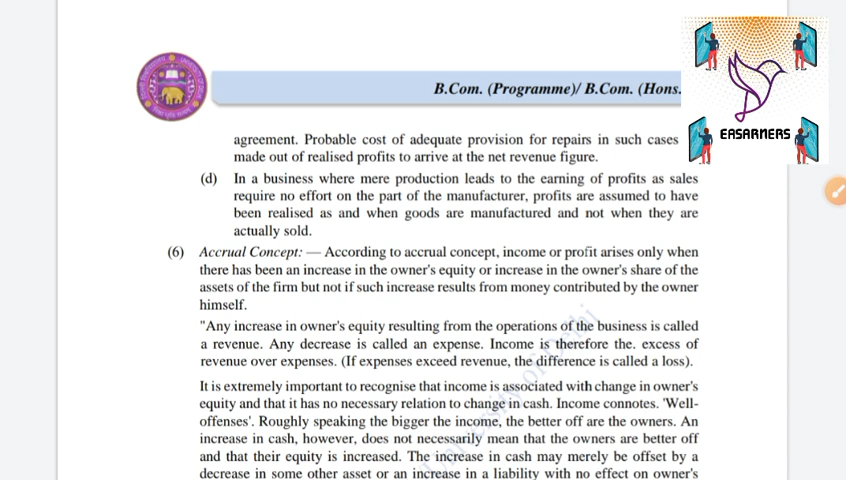 B.Com. (Programme)/ B.Com. (Hons.
EASARNERS
agreement. Probable cost of adequate provision for repairs in such cases
made out of realised profits to arrive at the net revenue figure.
(d) In a business where mere production leads to the earning of profits as sales
require no effort on the part of the manufacturer, profits are assumed to have
been realised as and when goods are manufactured and not when they are
actually sold.
(6) Accrual Concept: — According to accrual concept, income or profit arises only when
there has been an increase in the owner's equity or increase in the owner's share of the
assets of the firm but not if such increase results from money contributed by the owner
himself.
"Any increase in owner's equity resulting from the operations of the business is called
a revenue. Any decrease is called an expense. Income is therefore the. excess of
revenue over expenses. (If expenses exceed revenue, the difference is called a loss).
It is extremely important to recognise that income is associated with change in owner's
equity and that it has no necessary relation to change in cash. Income connotes. 'Well-
offenses'. Roughly speaking the bigger the income, the better off are the owners. An
increase in cash, however, does not necessarily mean that the owners are better off
and that their equity is increased. The increase in cash may merely be offset by a
decrease in some other asset or an increase in a liability with no effect on owner's
University of Delhi